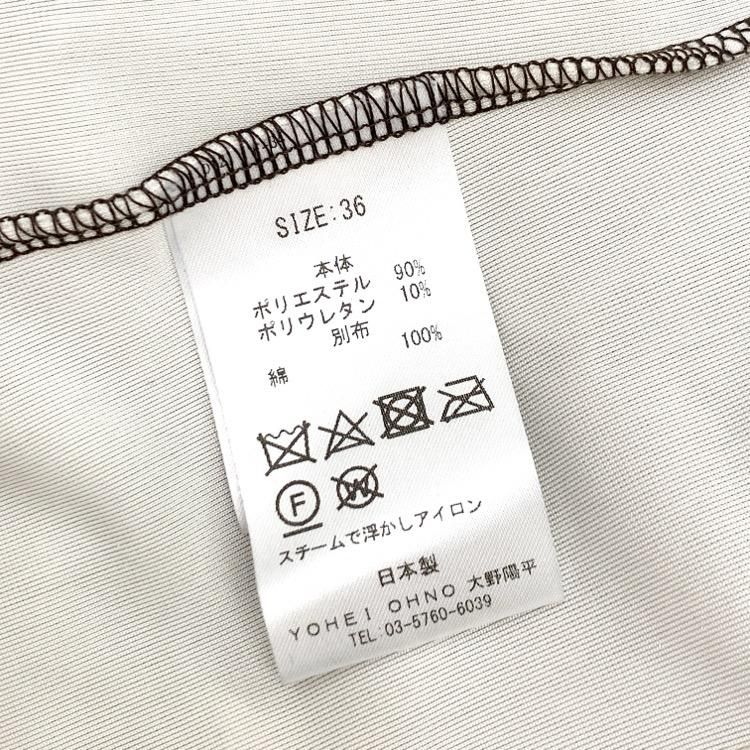 SIZE:36
本体
ポリエステル 90%
ポリウレタン 10%
別布
綿 100%
F
W
スチームで浮かしアイロン
日本製
YOHEI OHNO 大野陽平
TEL:03-5760-6039